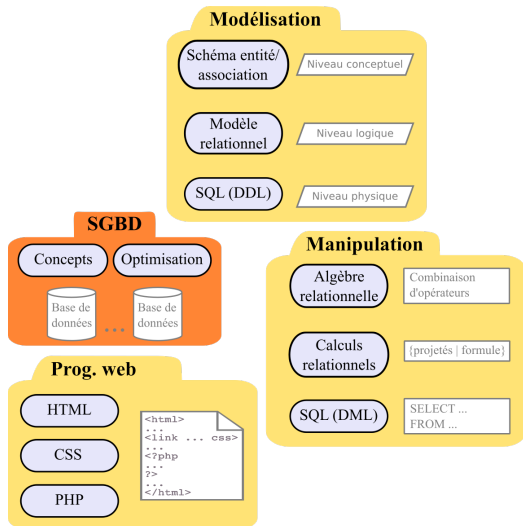 Modélisation
Schéma entité/
association
Niveau conceptuel
Modèle
relationnel
Niveau logique
SQL (DDL)
Niveau physique
SGBD
Concepts
Optimisation
Base de
données
...
Base de
données
Manipulation
Algèbre
relationnelle
Combinaison
d'opérateurs
Calculs
relationnels
{projetés | formule}
SQL (DML)
SELECT ...
FROM ...
Prog. web
HTML
CSS
PHP
<html>
...
<link ... css>
...
<?php
...
?>
...
</html>